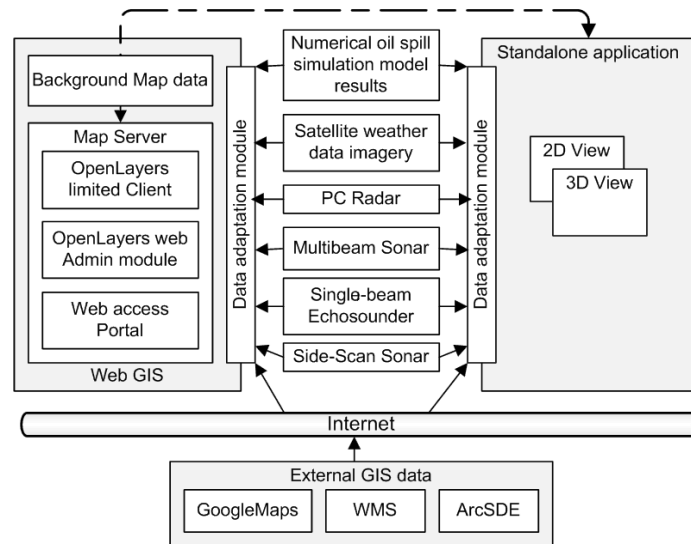 Background Map data
Map Server
OpenLayers
limited Client
OpenLayers web
Admin module
Web access
Portal
Web GIS
Data adaptation module
Numerical oil spill
simulation model
results
Satellite weather
data imagery
PC Radar
Multibeam Sonar
Single-beam
Echosounder
Side-Scan Sonar
Data adaptation module
Standalone application
2D View
3D View
Internet
External GIS data
GoogleMaps
WMS
ArcSDE